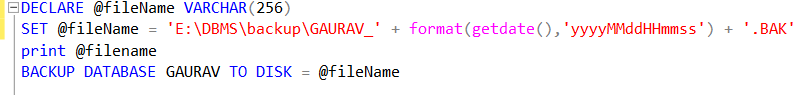 DECLARE @fileName VARCHAR(256)
SET @fileName = 'E:\DBMS\backup\GAURAV_' + format(getdate(),'yyyyMMddHHmmss') + '.BAK'
print @filename
BACKUP DATABASE GAURAV TO DISK = @fileName